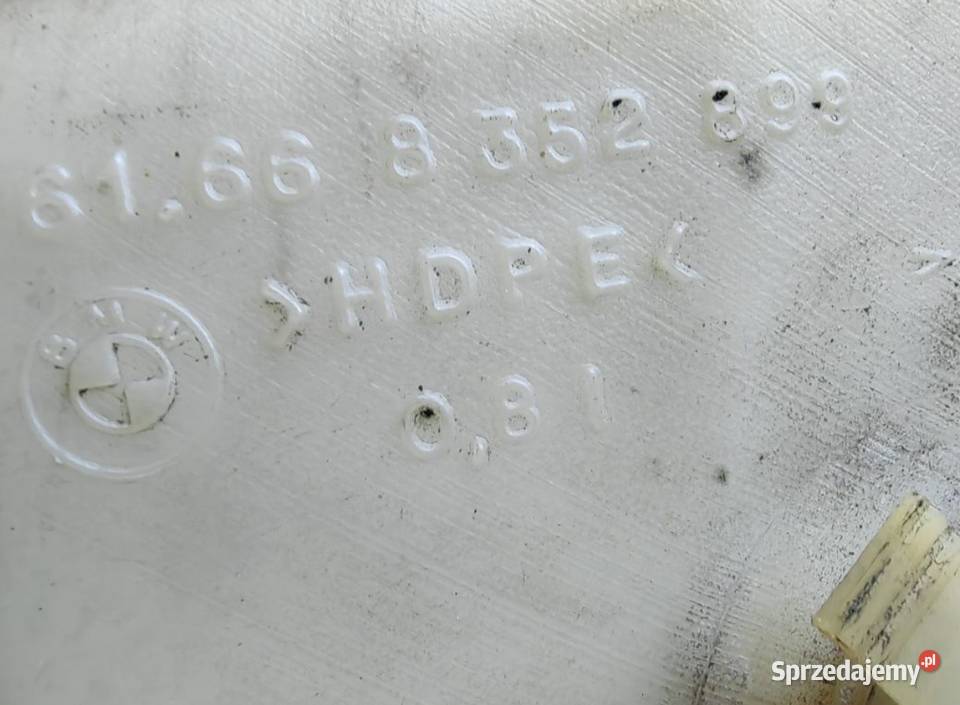 61.66 8 352 898
>HDPE<
BMW
0,8 l
Sprzedajemy.pl